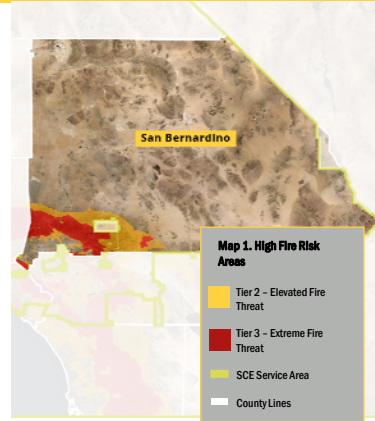 San Bernardino
Map 1. High Fire Risk
Areas
Tier 2 – Elevated Fire
Threat
Tier 3 – Extreme Fire
Threat
SCE Service Area
County Lines